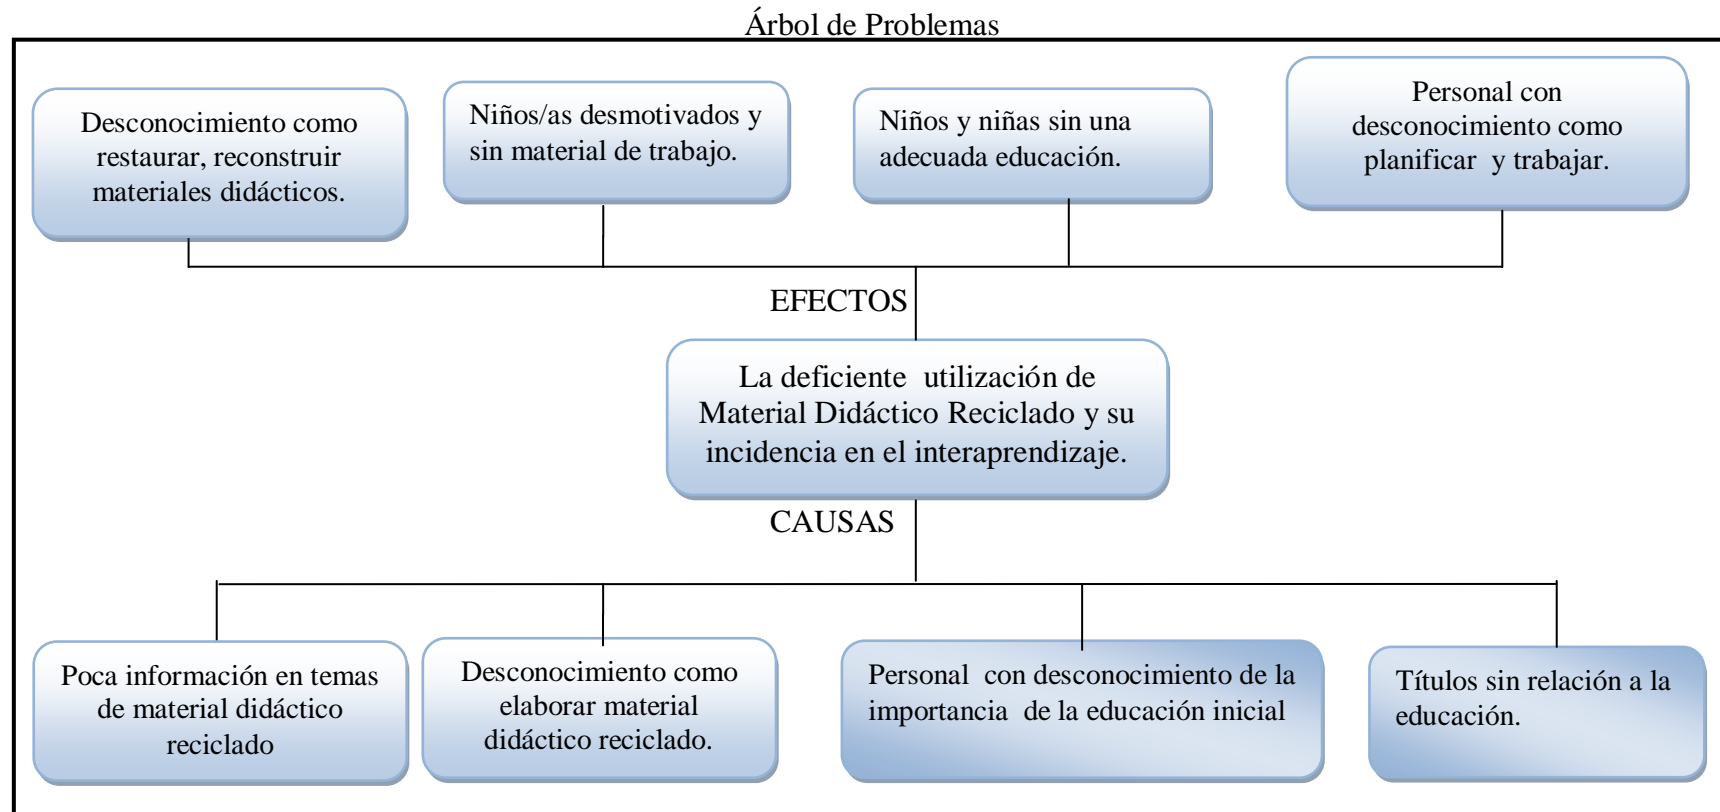 Árbol de Problemas
Desconocimiento como
restaurar, reconstruir
materiales didácticos.
Niños/as desmotivados y
sin material de trabajo.
Niños y niñas sin una
adecuada educación.
Personal con
desconocimiento como
planificar y trabajar.
EFECTOS
La deficiente utilización de
Material Didáctico Reciclado y su
incidencia en el interaprendizaje.
CAUSAS
Poca información en temas
de material didáctico
reciclado
Desconocimiento como
elaborar material
didáctico reciclado.
Personal con desconocimiento de la
importancia de la educación inicial
Títulos sin relación a la
educación.